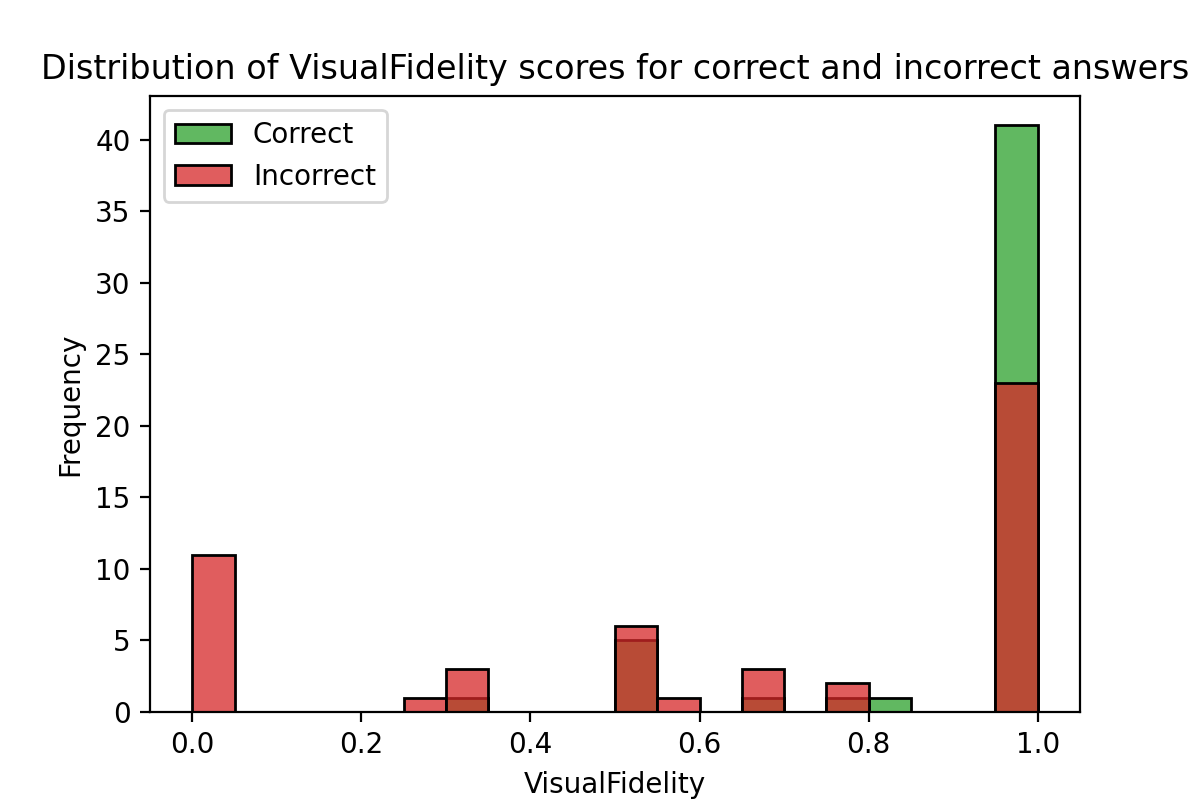 Distribution of VisualFidelity scores for correct and incorrect answers
Correct
Incorrect
40
35
30
25
20
15
10
5
0
Frequency
0.0 0.2 0.4 0.6 0.8 1.0
VisualFidelity